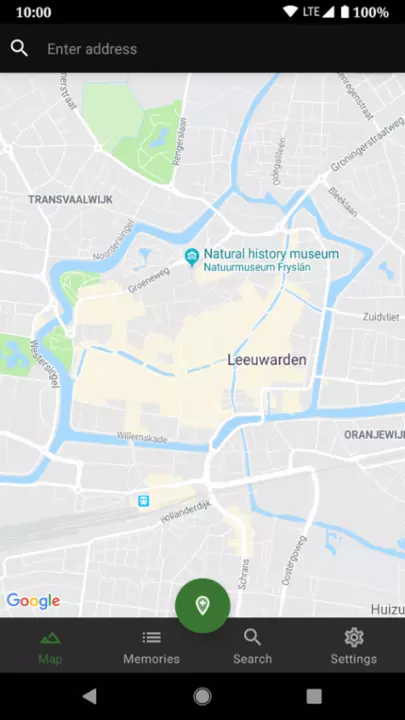 10:00
LTE
100%
Enter address
Rengerslaan
Oldegalileen
Groningerstraatweg
Bleeklaan
TRANSVAALWIJK
Noordersingel
Natural history museum
Natuurmuseum Fryslân
Groeneweg
Zuidvliet
Westersingel
Leeuwarden
Willemskade
ORANJEWIJ
Schrans
Oostergoweg
Google
Huizu
Map
Memories
Search
Settings